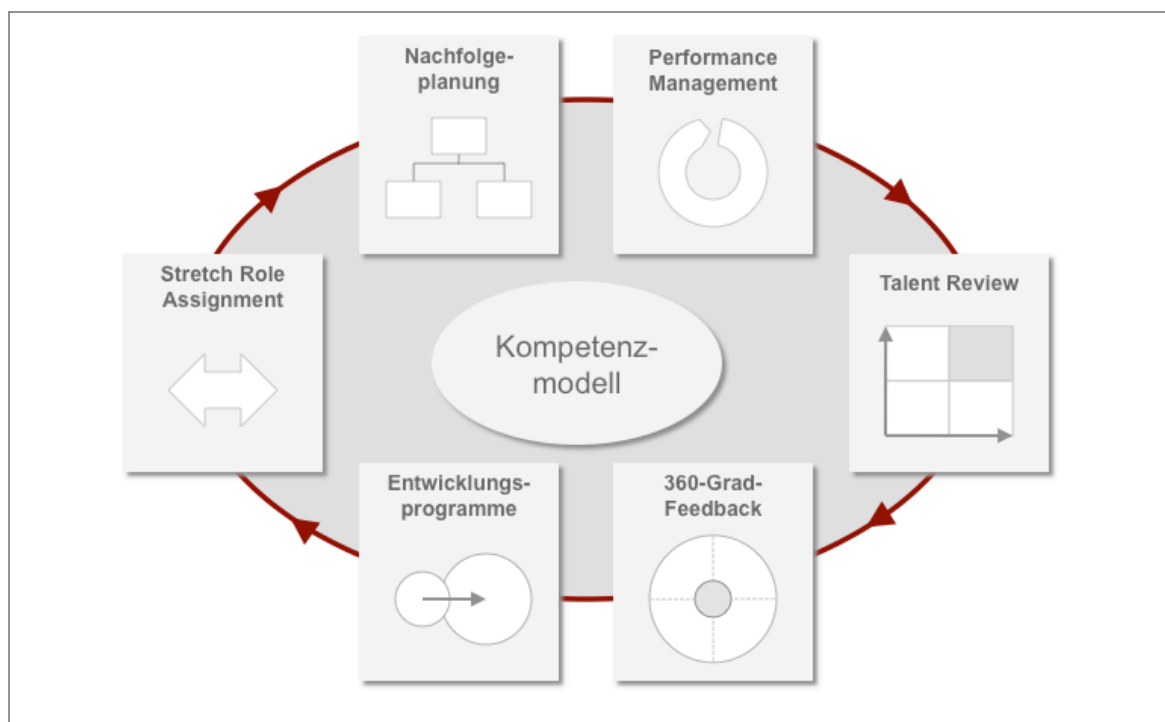 Nachfolge-
planung
Performance
Management
Stretch Role
Assignment
Talent Review
Kompetenz-
modell
Entwicklungs-
programme
360-Grad-
Feedback